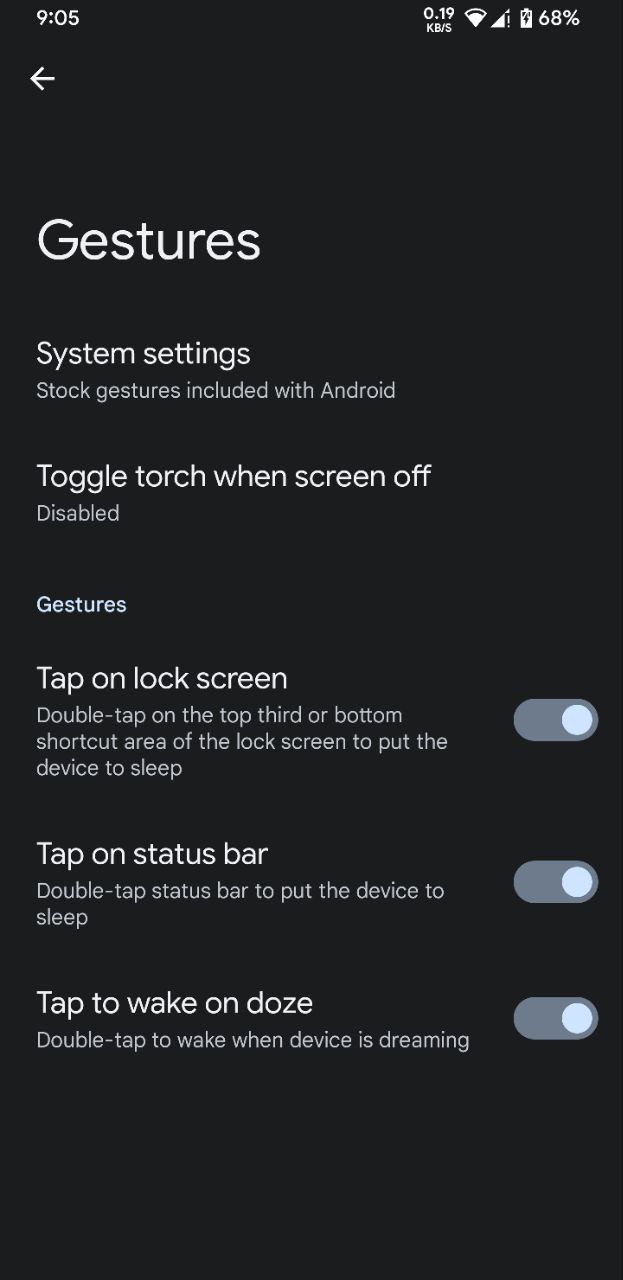 9:05
0.19
KB/S
68%
Gestures
System settings
Stock gestures included with Android
Toggle torch when screen off
Disabled
Gestures
Tap on lock screen
Double-tap on the top third or bottom
shortcut area of the lock screen to put the
device to sleep
Tap on status bar
Double-tap status bar to put the device to
sleep
Tap to wake on doze
Double-tap to wake when device is dreaming